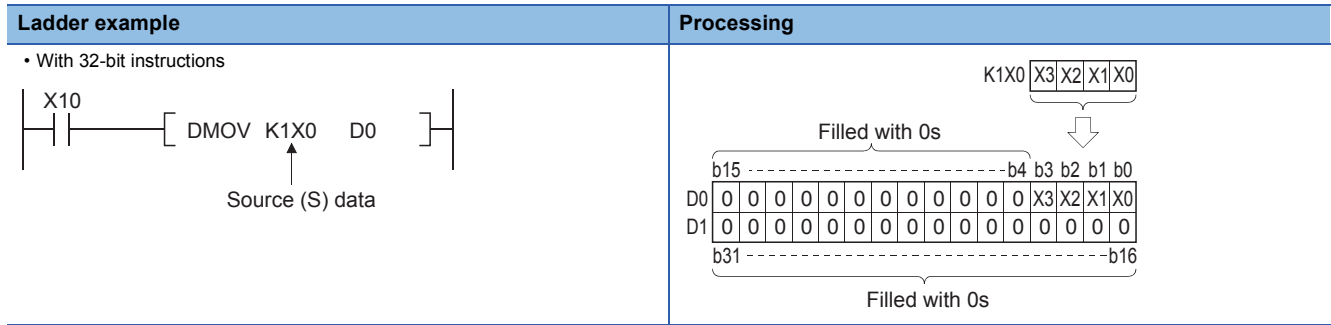 Ladder example
Processing
• With 32-bit instructions
X10
DMOV K1X0 D0
Source (S) data
K1X0 X3 X2 X1 X0
Filled with 0s
b15 b4 b3 b2 b1 b0
D0 0 0 0 0 0 0 0 0 0 0 0 0 X3 X2 X1 X0
D1 0 0 0 0 0 0 0 0 0 0 0 0 0 0 0 0
b31 b16
Filled with 0s